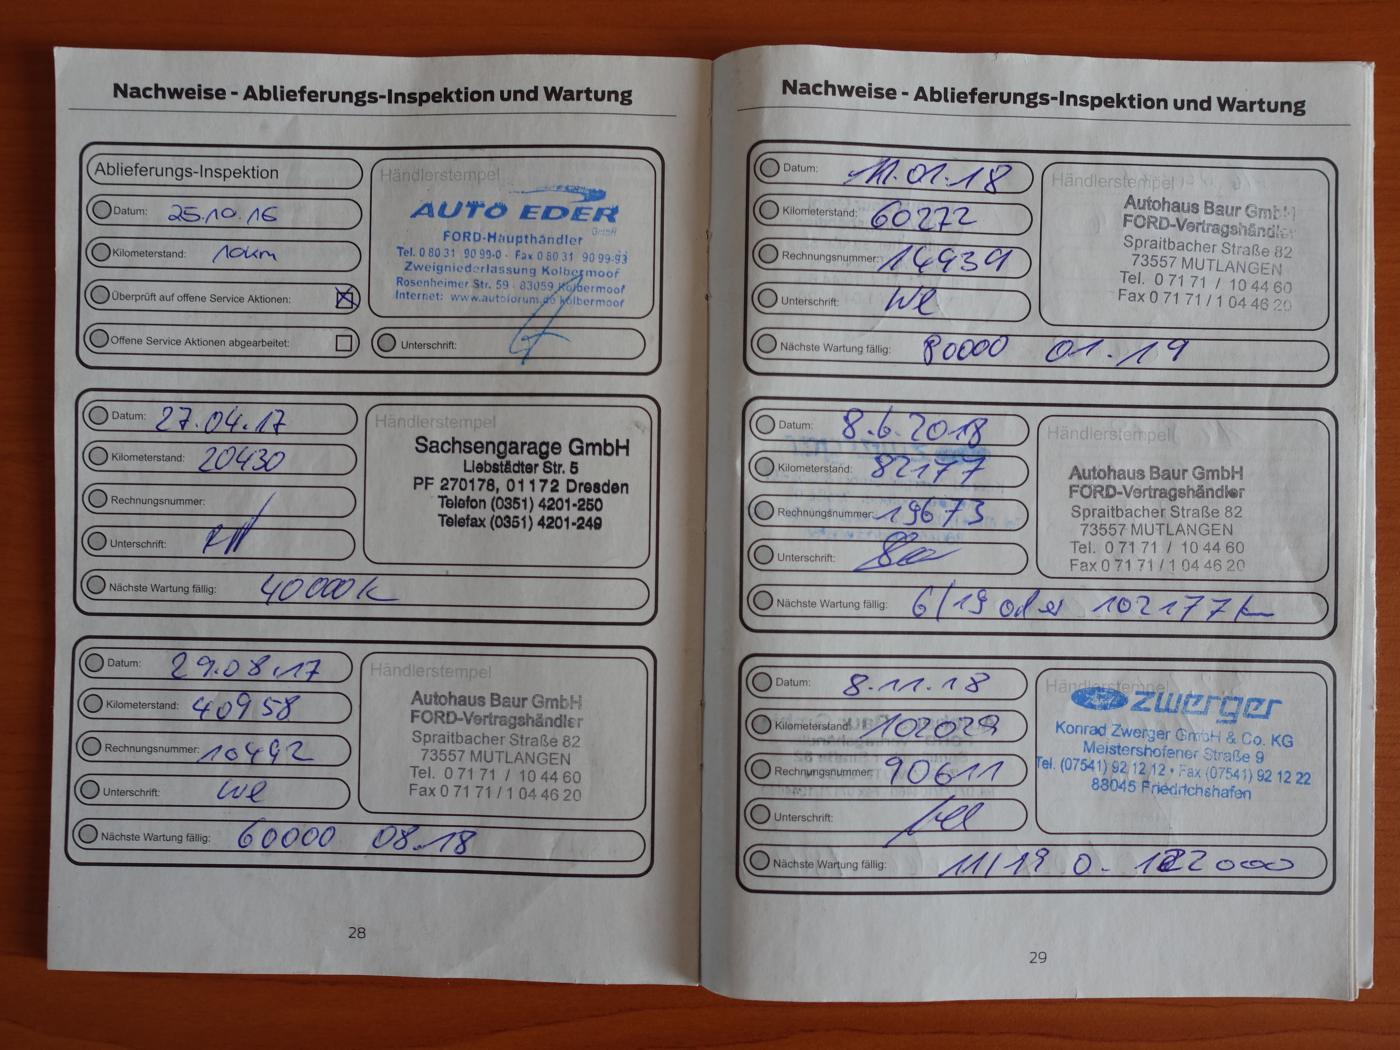 Nachweise - Ablieferungs-Inspektion und Wartung
Ablieferungs-Inspektion
Datum: 25.10.16
Kilometerstand: 10km
Überprüft auf offene Service Aktionen:
Offene Service Aktionen abgearbeitet:
Händlerstempel
AUTO EDER
GmbH
FORD-Haupthändler
Tel. 0 80 31 90 99-0 · Fax 0 80 31 90 99-93
Zweigniederlassung Kolbermoor
Rosenheimer Str. 59 · 83059 Kolbermoor
Internet: www.autoforum.de/kolbermoor
Unterschrift:
Datum: 27.04.17
Kilometerstand: 20430
Rechnungsnummer:
Unterschrift:
Händlerstempel
Sachsengarage GmbH
Liebstädter Str. 5
PF 270178, 01172 Dresden
Telefon (0351) 4201-250
Telefax (0351) 4201-249
Nächste Wartung fällig: 40000k
Datum: 29.08.17
Kilometerstand: 40958
Rechnungsnummer: 10492
Unterschrift: We
Händlerstempel
Autohaus Baur GmbH
FORD-Vertragshändler
Spraitbacher Straße 82
73557 MUTLANGEN
Tel. 0 71 71 / 10 44 60
Fax 0 71 71 / 1 04 46 20
Nächste Wartung fällig: 60000 08.18
28
Nachweise - Ablieferungs-Inspektion und Wartung
Datum: 11.01.18
Kilometerstand: 60272
Rechnungsnummer: 14939
Unterschrift: We
Händlerstempel
Autohaus Baur GmbH
FORD-Vertragshändler
Spraitbacher Straße 82
73557 MUTLANGEN
Tel. 0 71 71 / 10 44 60
Fax 0 71 71 / 1 04 46 20
Nächste Wartung fällig: 80000 01.19
Datum: 8.6.2018
Kilometerstand: 82177
Rechnungsnummer: 19673
Unterschrift:
Händlerstempel
Autohaus Baur GmbH
FORD-Vertragshändler
Spraitbacher Straße 82
73557 MUTLANGEN
Tel. 0 71 71 / 10 44 60
Fax 0 71 71 / 1 04 46 20
Nächste Wartung fällig: 6/19 oder 102177km
Datum: 8.11.18
Kilometerstand: 102029
Rechnungsnummer: 90611
Unterschrift:
Händlerstempel
Ford zwerger
Konrad Zwerger GmbH & Co. KG
Meistershofener Straße 9
Tel. (07541) 92 12 12 • Fax (07541) 92 12 22
88045 Friedrichshafen
Nächste Wartung fällig: 11/19 o. 122000
29